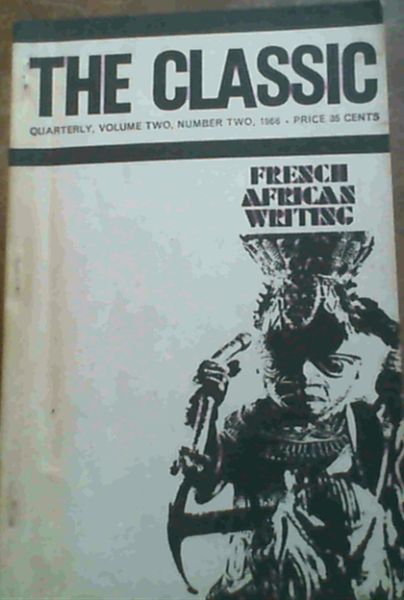 THE CLASSIC
QUARTERLY, VOLUME TWO, NUMBER TWO, 1966 • PRICE 35 CENTS
FRENCH
AFRICAN
WRITING